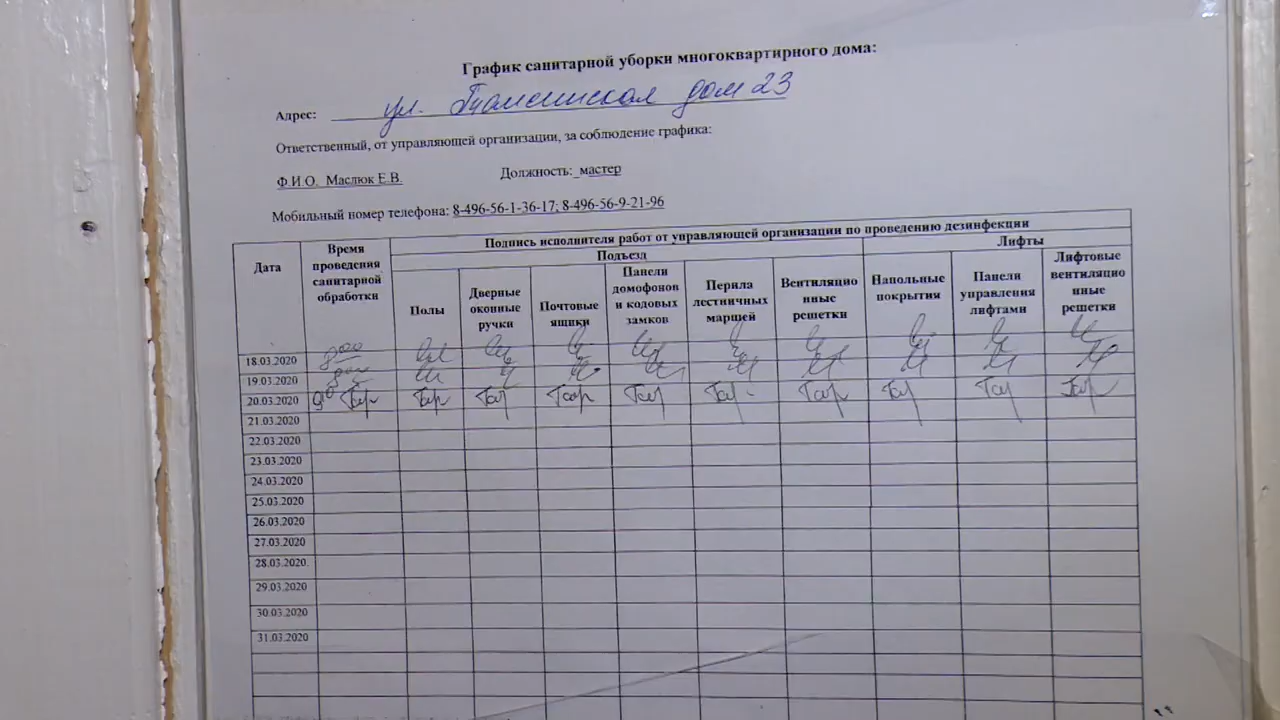 График санитарной уборки многоквартирного дома:
Адрес: ул. дом 23
Ответственный, от управляющей организации, за соблюдение графика:
Ф.И.О. Маслюк Е.В. Должность: мастер
Мобильный номер телефона: 8-496-56-1-36-17; 8-496-56-9-21-96
Подпись исполнителя работ от управляющей организации по проведению дезинфекции
Подъезд Лифты
Дата
Время
проведения
санитарной
обработки
Полы
Дверные
оконные
ручки
Почтовые
ящики
Панели
домофонов
и кодовых
замков
Перила
лестничных
маршей
Вентиляцио
нные
решетки
Напольные
покрытия
Панели
управления
лифтами
Лифтовые
вентиляцио
нные
решетки
18.03.2020
19.03.2020
20.03.2020
21.03.2020
22.03.2020
23.03.2020
24.03.2020
25.03.2020
26.03.2020
27.03.2020
28.03.2020.
29.03.2020
30.03.2020
31.03.2020